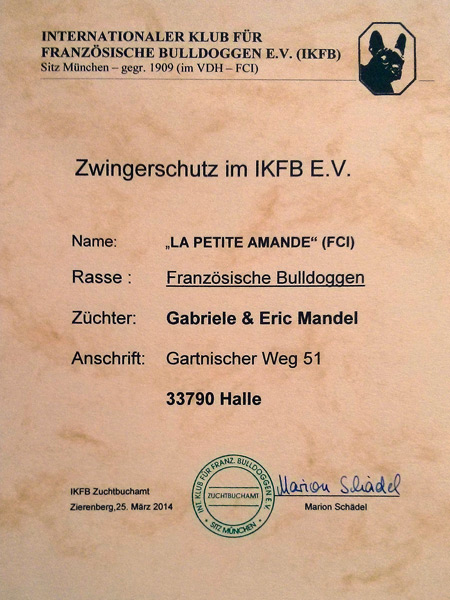 INTERNATIONALER KLUB FÜR
FRANZÖSISCHE BULLDOGGEN E.V. (IKFB)
Sitz München – gegr. 1909 (im VDH – FCI)
Zwingerschutz im IKFB E.V.
Name: „LA PETITE AMANDE“ (FCI)
Rasse : Französische Bulldoggen
Züchter: Gabriele & Eric Mandel
Anschrift: Gartnischer Weg 51
33790 Halle
INT. KLUB FÜR FRANZ. BULLDOGGEN E.V.
ZUCHTBUCHAMT
* SITZ MÜNCHEN *
Marion Schädel
IKFB Zuchtbuchamt
Zierenberg,25. März 2014 Marion Schädel